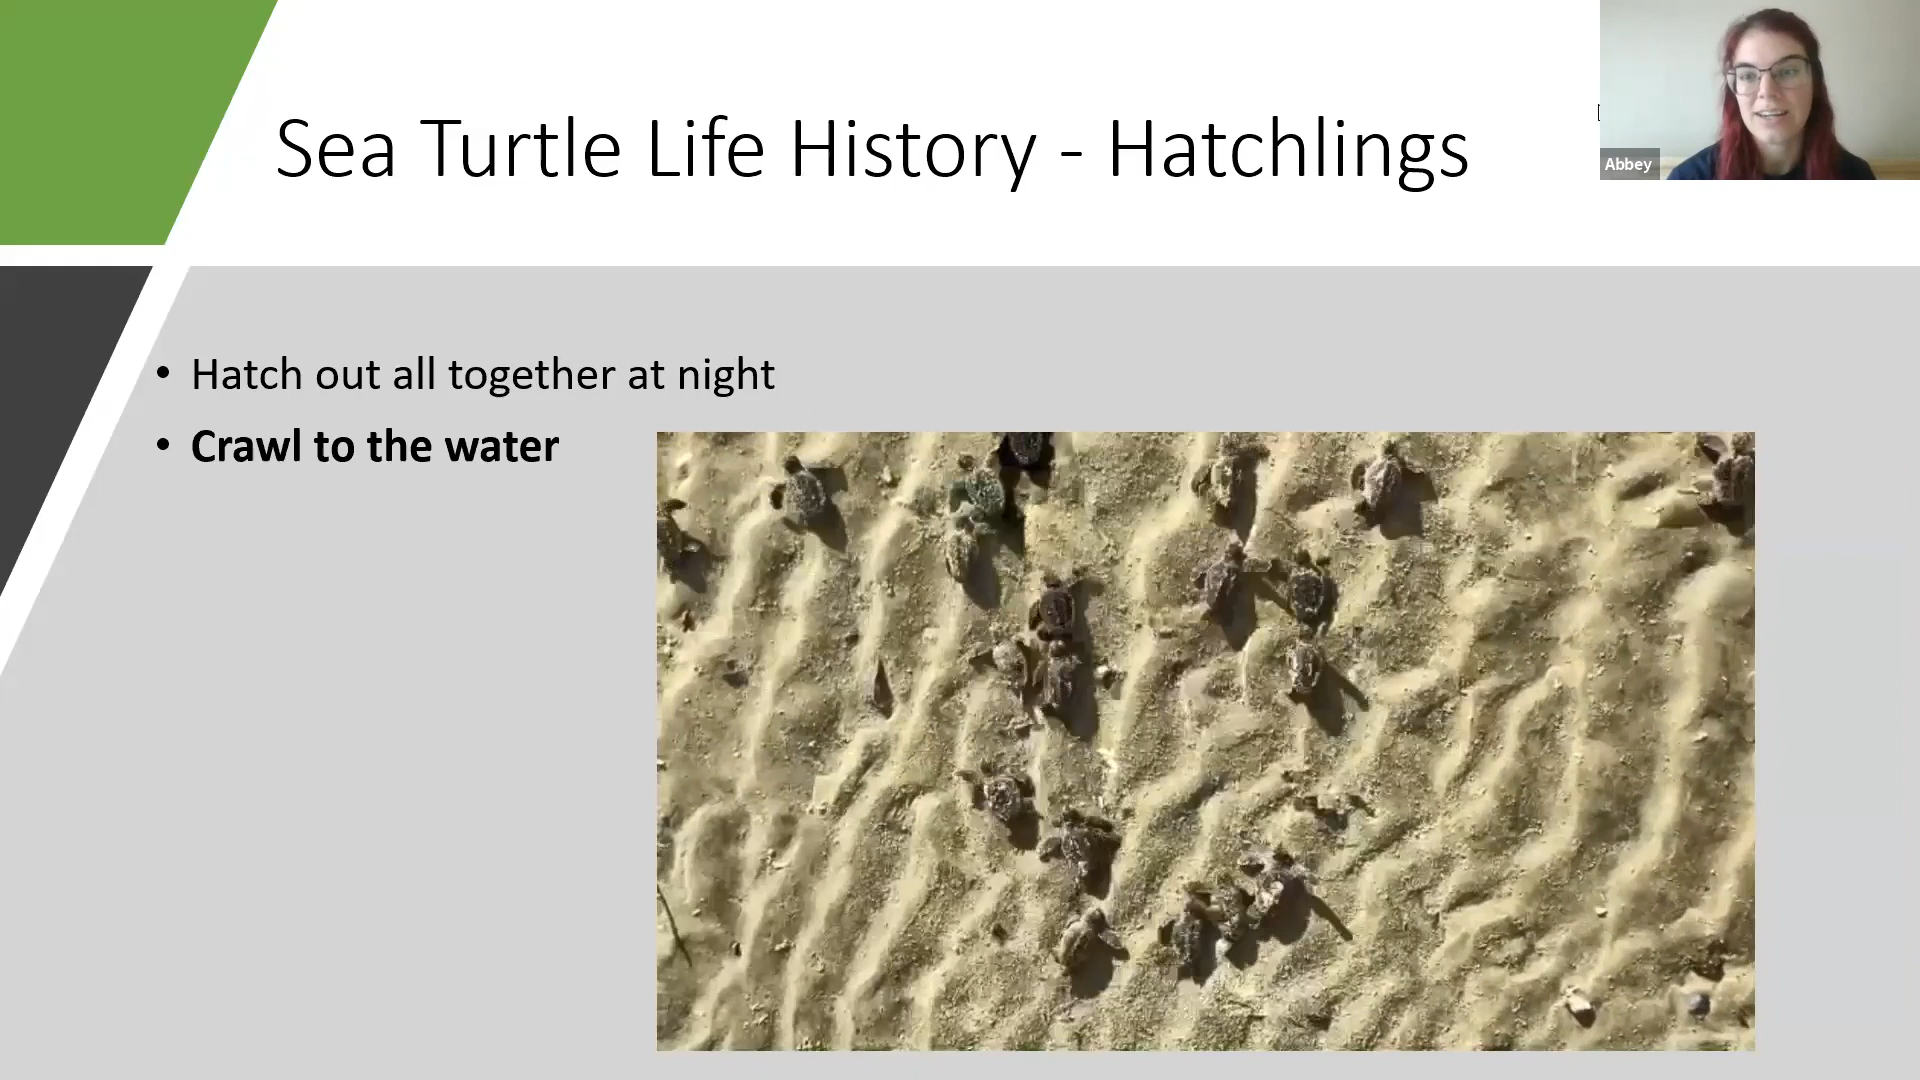 Sea Turtle Life History - Hatchlings
Abbey
• Hatch out all together at night
• Crawl to the water